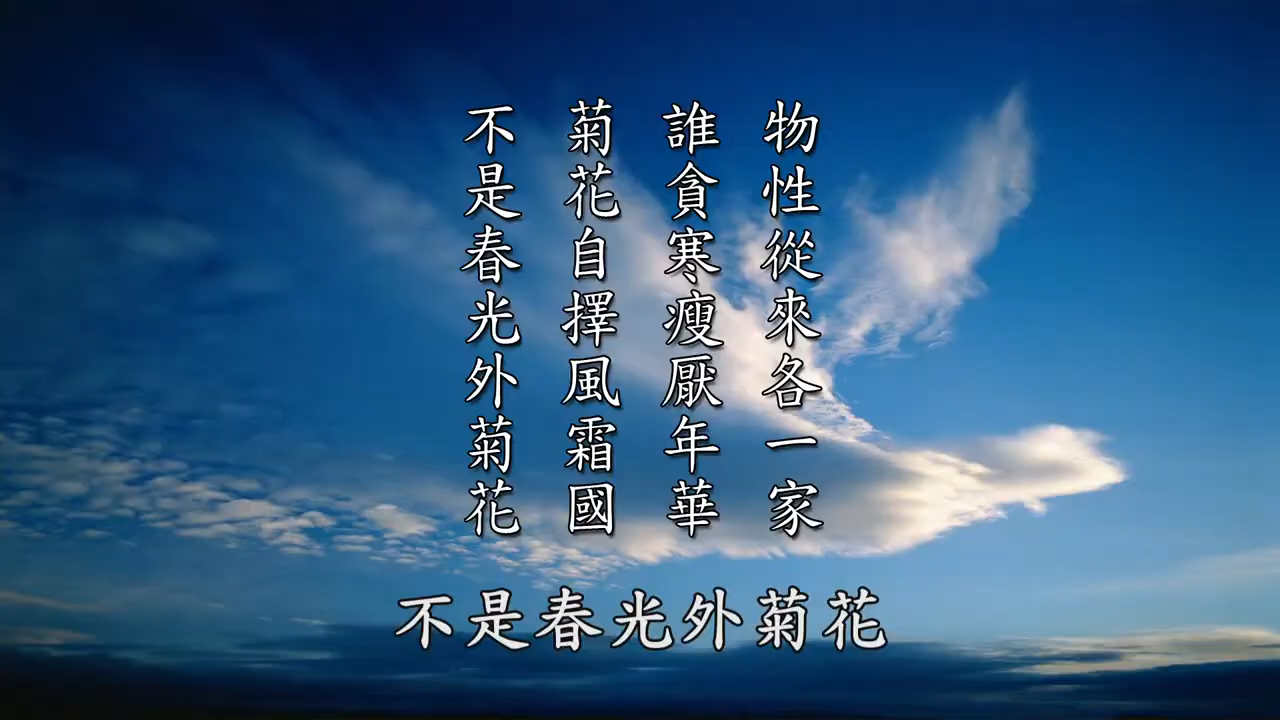 物性從來各一家
誰貪寒瘦厭年華
菊花自擇風霜國
不是春光外菊花
不是春光外菊花